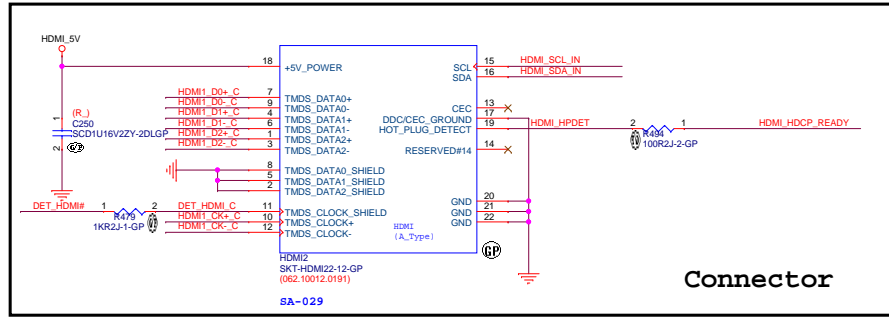 HDMI_5V
18
+5V_POWER
SCL
15
HDMI_SCL_IN
SDA
16
HDMI_SDA_IN
HDMI1_D0+_C
7
TMDS_DATA0+
HDMI1_D0-_C
9
TMDS_DATA0-
HDMI1_D1+_C
4
TMDS_DATA1+
HDMI1_D1-_C
6
TMDS_DATA1-
HDMI1_D2+_C
1
TMDS_DATA2+
HDMI1_D2-_C
3
TMDS_DATA2-
CEC
13
DDC/CEC_GROUND
17
HOT_PLUG_DETECT
19
HDMI_HPDET
2
1
HDMI_HDCP_READY
R494
100R2J-2-GP
RESERVED#14
14
1
(R_)
C250
SCD1U16V2ZY-2DLGP
2
GP
8
TMDS_DATA0_SHIELD
5
TMDS_DATA1_SHIELD
2
TMDS_DATA2_SHIELD
GND
20
GND
21
GND
22
DET_HDMI#
1
2
DET_HDMI_C
11
TMDS_CLOCK_SHIELD
R479
1KR2J-1-GP
HDMI1_CK+_C
10
TMDS_CLOCK+
HDMI1_CK-_C
12
TMDS_CLOCK-
HDMI
(A_Type)
GP
HDMI2
SKT-HDMI22-12-GP
(062.10012.0191)
SA-029
Connector